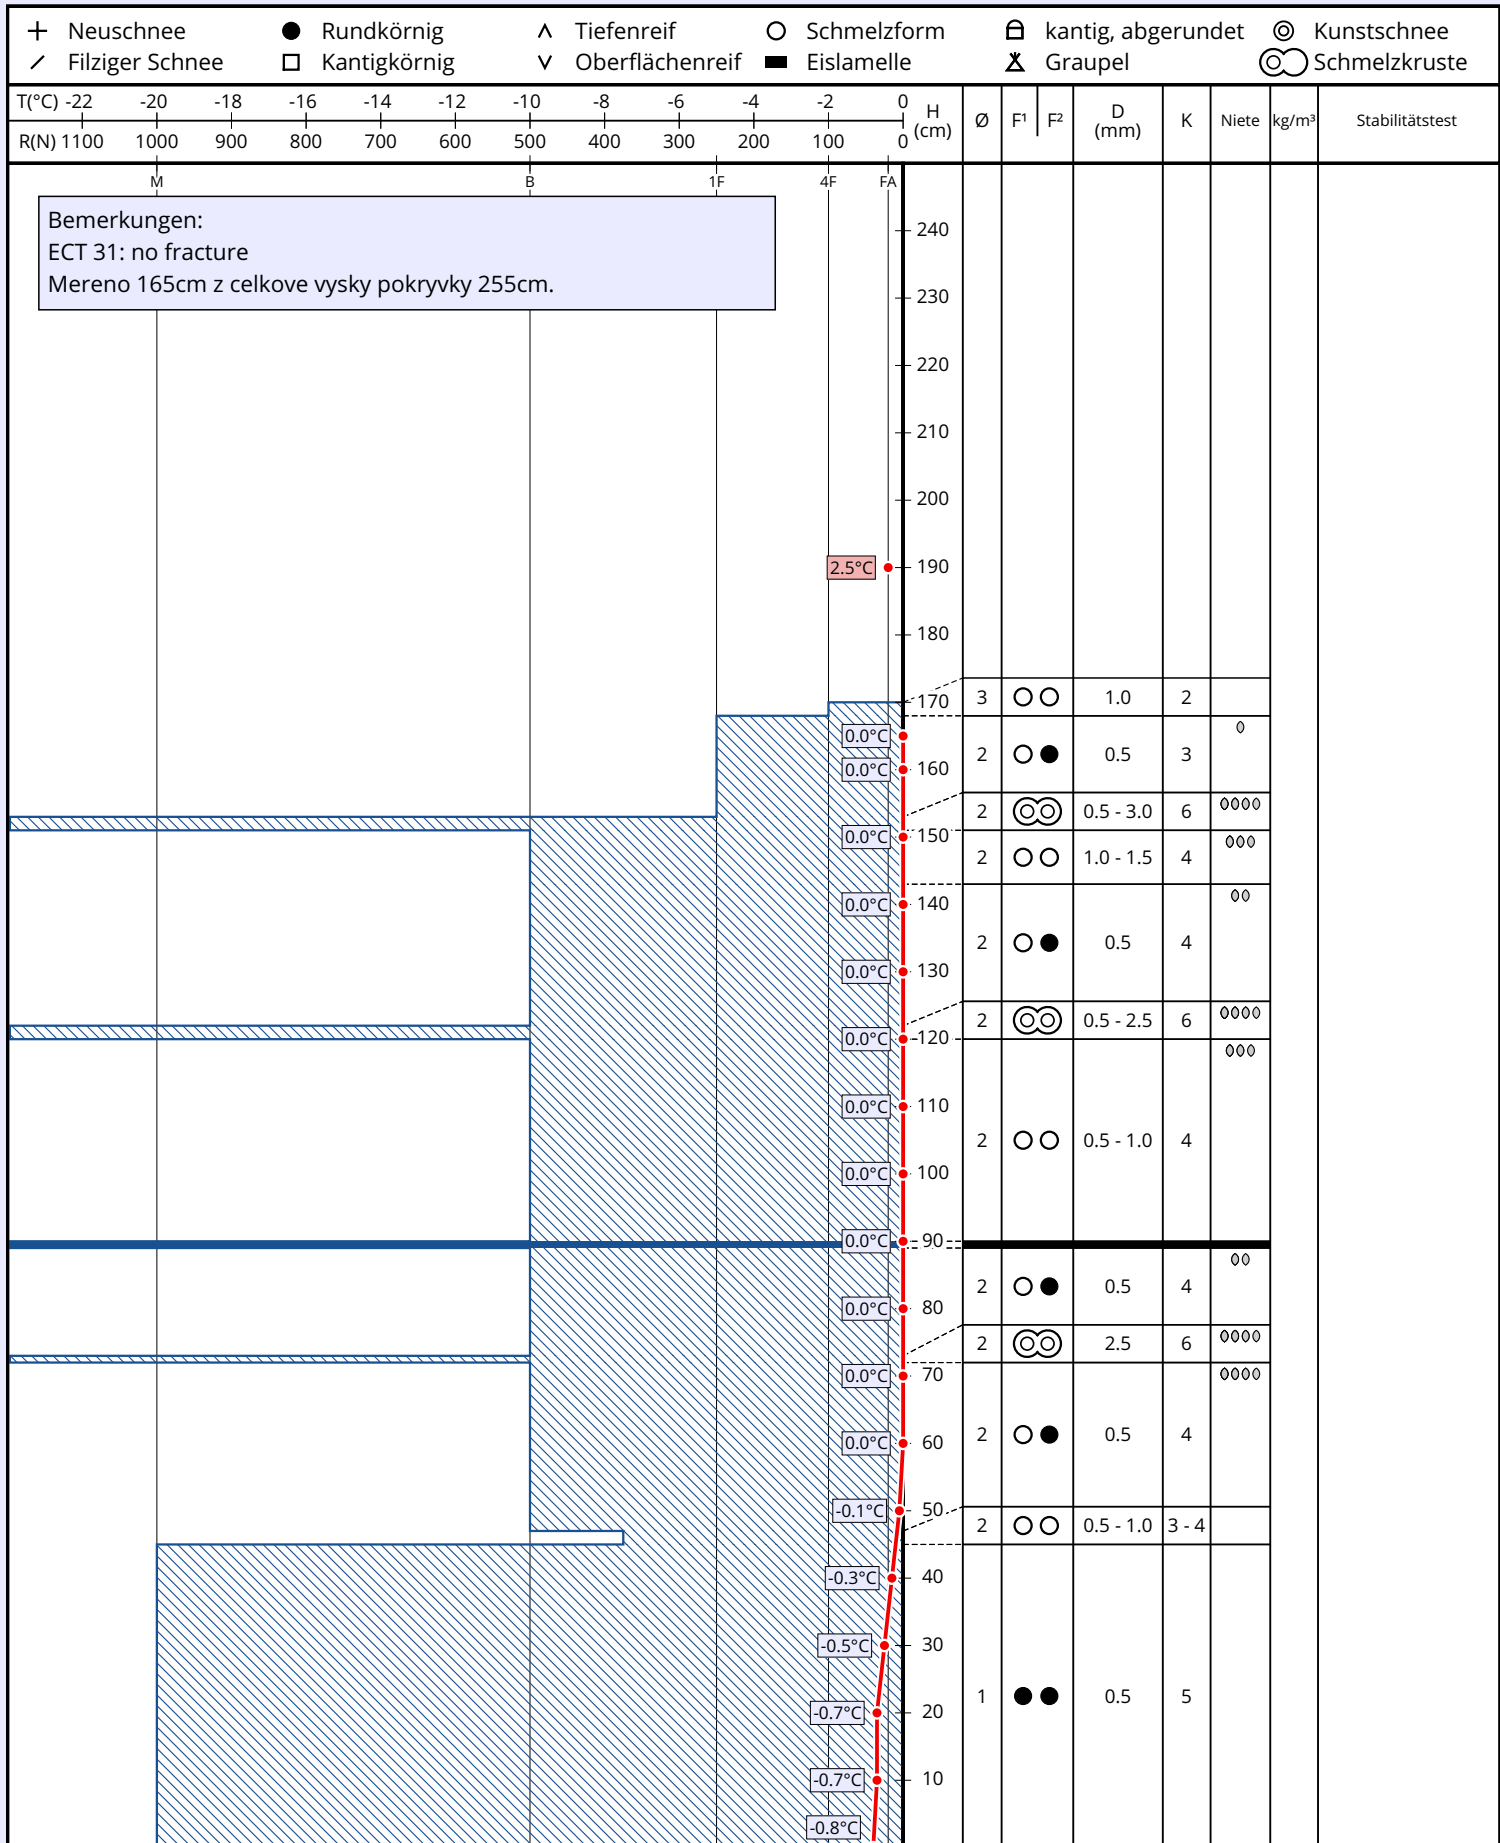 Neuschnee Rundkörnig Tiefenreif Schmelzform kantig, abgerundet Kunstschnee
Filziger Schnee Kantigkörnig Oberflächenreif Eislamelle Graupel Schmelzkruste
T(°C) -22 -20 -18 -16 -14 -12 -10 -8 -6 -4 -2 0
R(N) 1100 1000 900 800 700 600 500 400 300 200 100 0
H (cm) Ø F¹ F² D (mm) K Niete kg/m³ Stabilitätstest
M B 1F 4F FA
Bemerkungen:
ECT 31: no fracture
Mereno 165cm z celkove vysky pokryvky 255cm.
240
230
220
210
200
2.5°C 190
180
170 3 1.0 2
0.0°C
2 0.5 3
0.0°C 160
2 0.5 - 3.0 6
0.0°C 150
2 1.0 - 1.5 4
0.0°C 140
2 0.5 4
0.0°C 130
2 0.5 - 2.5 6
0.0°C 120
0.0°C 110
2 0.5 - 1.0 4
0.0°C 100
0.0°C 90
2 0.5 4
0.0°C 80
2 2.5 6
0.0°C 70
2 0.5 4
0.0°C 60
-0.1°C 50
2 0.5 - 1.0 3 - 4
-0.3°C 40
-0.5°C 30
1 0.5 5
-0.7°C 20
-0.7°C 10
-0.8°C